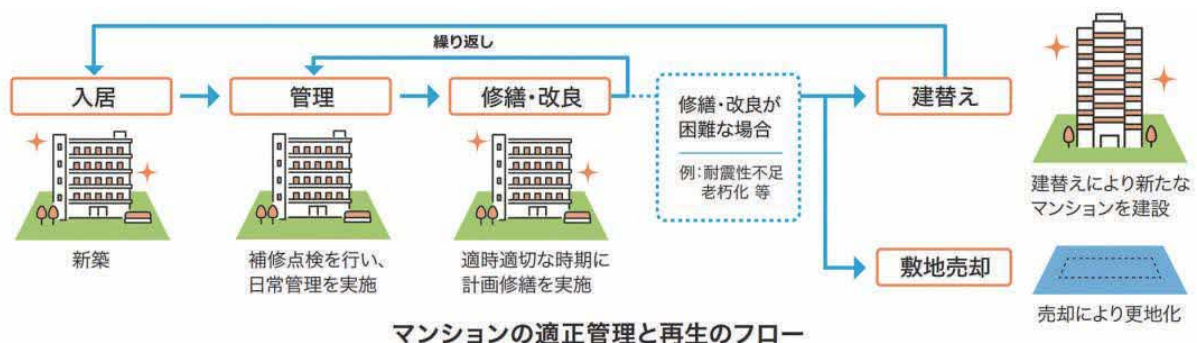 繰り返し
入居
管理
修繕・改良
修繕・改良が
困難な場合
例：耐震性不足
老朽化 等
建替え
新築
補修点検を行い、
日常管理を実施
適時適切な時期に
計画修繕を実施
建替えにより新たな
マンションを建設
敷地売却
売却により更地化
マンションの適正管理と再生のフロー